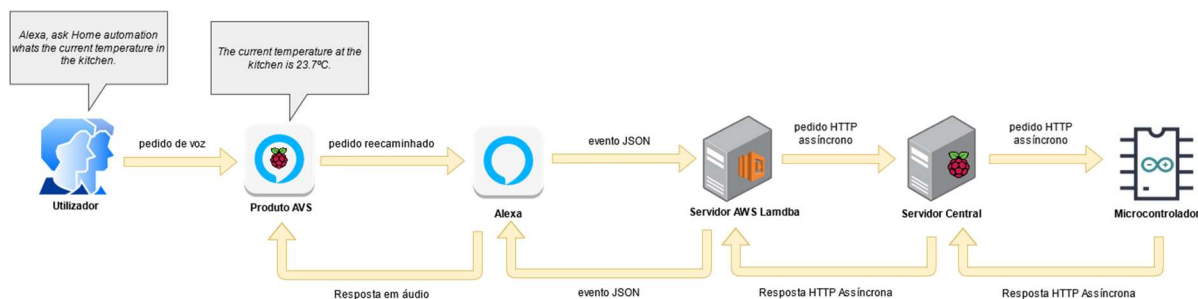 Alexa, ask Home automation
whats the current temperature in
the kitchen.
The current temperature at the
kitchen is 23.7ºC.
pedido de voz
pedido reecaminhado
evento JSON
pedido HTTP
assíncrono
pedido HTTP
assíncrono
Utilizador
Produto AVS
Alexa
Servidor AWS Lamdba
Servidor Central
Microcontrolador
Resposta em áudio
evento JSON
Resposta HTTP Assíncrona
Resposta HTTP Assíncrona